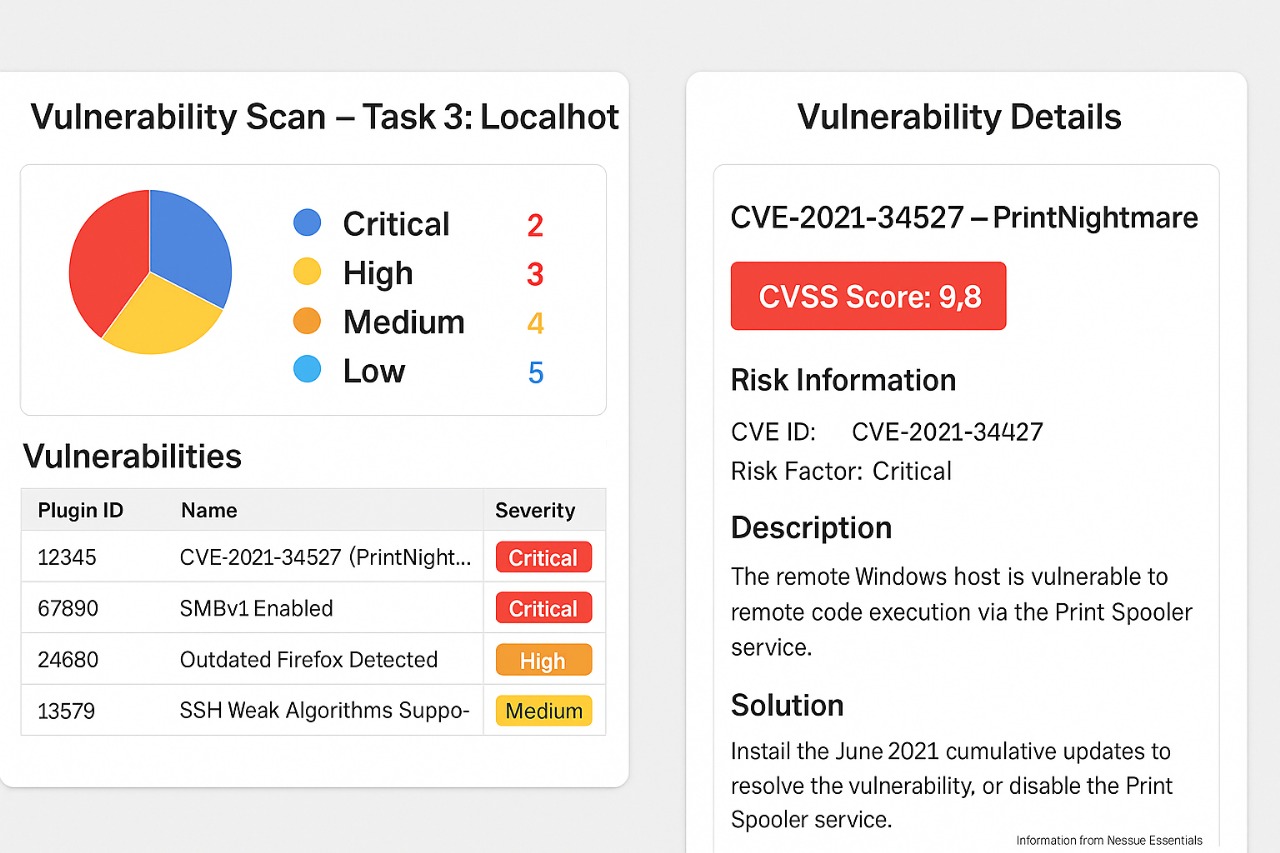 Vulnerability Scan – Task 3: Localhot
Critical 2
High 3
Medium 4
Low 5
Vulnerabilities
Plugin ID Name Severity
12345 CVE-2021-34527 (PrintNight... Critical
67890 SMBv1 Enabled Critical
24680 Outdated Firefox Detected High
13579 SSH Weak Algorithms Suppo- Medium
Vulnerability Details
CVE-2021-34527 – PrintNightmare
CVSS Score: 9,8
Risk Information
CVE ID: CVE-2021-34427
Risk Factor: Critical
Description
The remote Windows host is vulnerable to
remote code execution via the Print Spooler
service.
Solution
Instail the June 2021 cumulative updates to
resolve the vulnerability, or disable the Print
Spooler service.
Information from Nessue Essentials